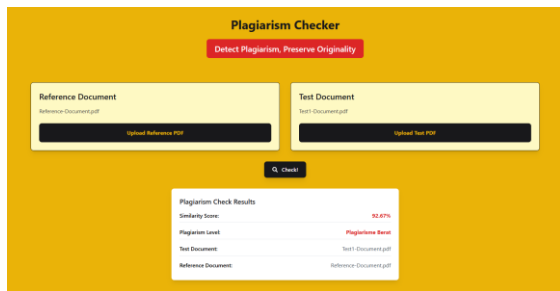 Plagiarism Checker
Detect Plagiarism, Preserve Originality
Reference Document
Reference-Document.pdf
Upload Reference PDF
Test Document
Test1-Document.pdf
Upload Test PDF
Check!
Plagiarism Check Results
Similarity Score: 92.67%
Plagiarism Level: Plagiarisme Berat
Test Document: Test1-Document.pdf
Reference Document: Reference-Document.pdf